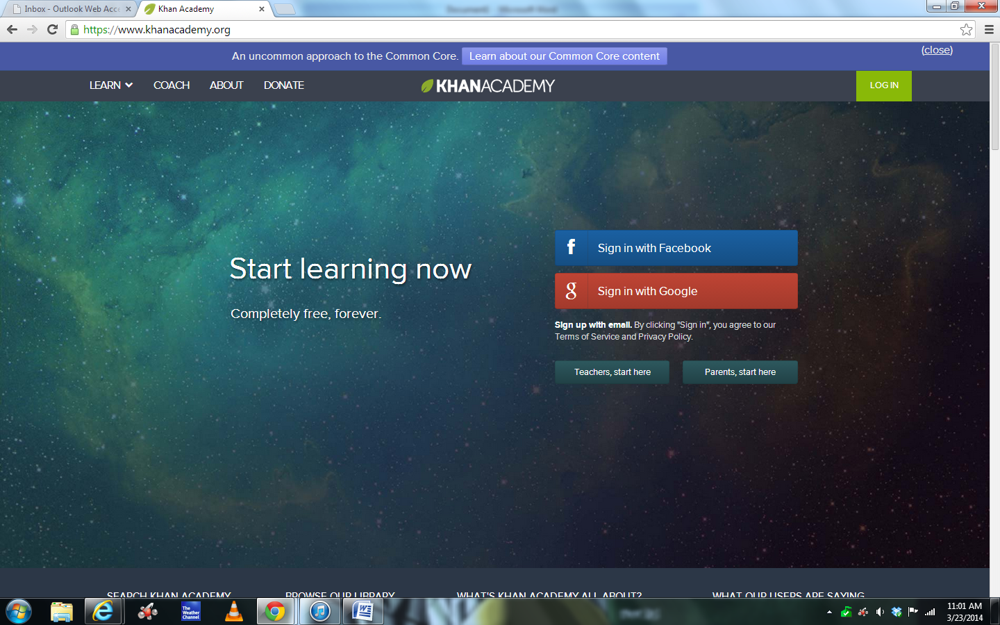 Inbox - Outlook Web Acce
Khan Academy
https://www.khanacademy.org
An uncommon approach to the Common Core. Learn about our Common Core content
(close)
LEARN COACH ABOUT DONATE
KHANACADEMY
LOG IN
Start learning now
Completely free, forever.
Sign in with Facebook
Sign in with Google
Sign up with email. By clicking "Sign in", you agree to our
Terms of Service and Privacy Policy.
Teachers, start here
Parents, start here
SEARCH KHAN ACADEMY
BROWSE OUR LIBRARY
WHAT'S KHAN ACADEMY ALL ABOUT?
WHAT OUR USERS ARE SAYING
The
Weather
Channel
11:01 AM
3/23/2014